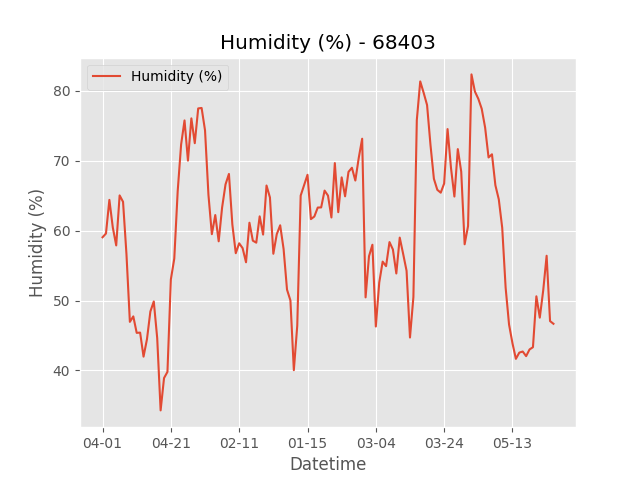 Humidity (%) - 68403
Humidity (%)
80
70
60
50
40
Humidity (%)
04-01 04-21 02-11 01-15 03-04 03-24 05-13
Datetime